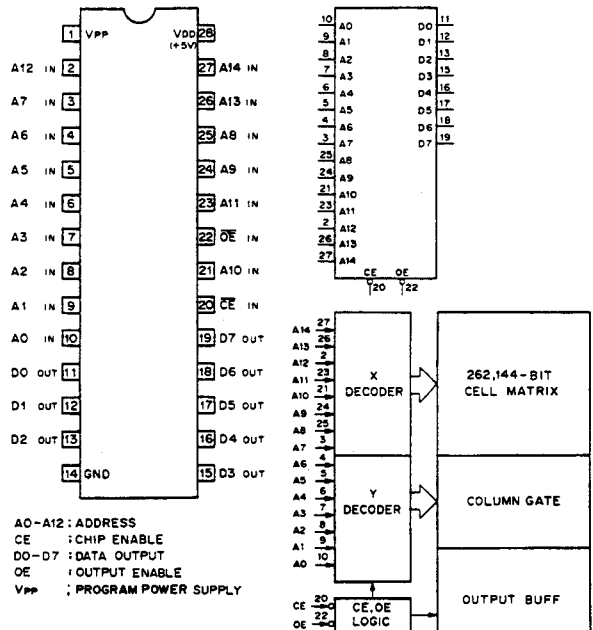 1 VPP VDD 28
(+5V)
A12 IN 2 27 A14 IN
A7 IN 3 26 A13 IN
A6 IN 4 25 A8 IN
A5 IN 5 24 A9 IN
A4 IN 6 23 A11 IN
A3 IN 7 22 OE IN
A2 IN 8 21 A10 IN
A1 IN 9 20 CE IN
A0 IN 10 19 D7 OUT
D0 OUT 11 18 D6 OUT
D1 OUT 12 17 D5 OUT
D2 OUT 13 16 D4 OUT
14 GND 15 D3 OUT
A0-A12 ; ADDRESS
CE ; CHIP ENABLE
D0-D7 ; DATA OUTPUT
OE ; OUTPUT ENABLE
VPP ; PROGRAM POWER SUPPLY
10 A0 D0 11
9 A1 D1 12
8 A2 D2 13
7 A3 D3 15
6 A4 D4 16
5 A5 D5 17
4 A6 D6 18
3 A7 D7 19
25 A8
24 A9
21 A10
23 A11
2 A12
26 A13
27 A14
CE OE
20 22
A14 27
A13 26
A12 2
A11 23
A10 21
A9 24
A8 25
A7 3
A6 4
A5 5
A4 6
A3 7
A2 8
A1 9
A0 10
X
DECODER
262,144-BIT
CELL MATRIX
Y
DECODER
COLUMN GATE
CE 20
OE 22
CE, OE
LOGIC
OUTPUT BUFF